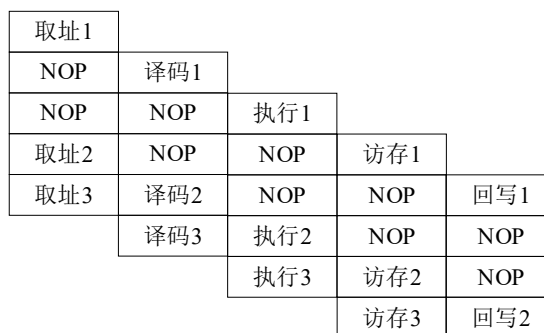 取址1
NOP 译码1
NOP NOP 执行1
取址2 NOP NOP 访存1
取址3 译码2 NOP NOP 回写1
译码3 执行2 NOP NOP
执行3 访存2 NOP
访存3 回写2